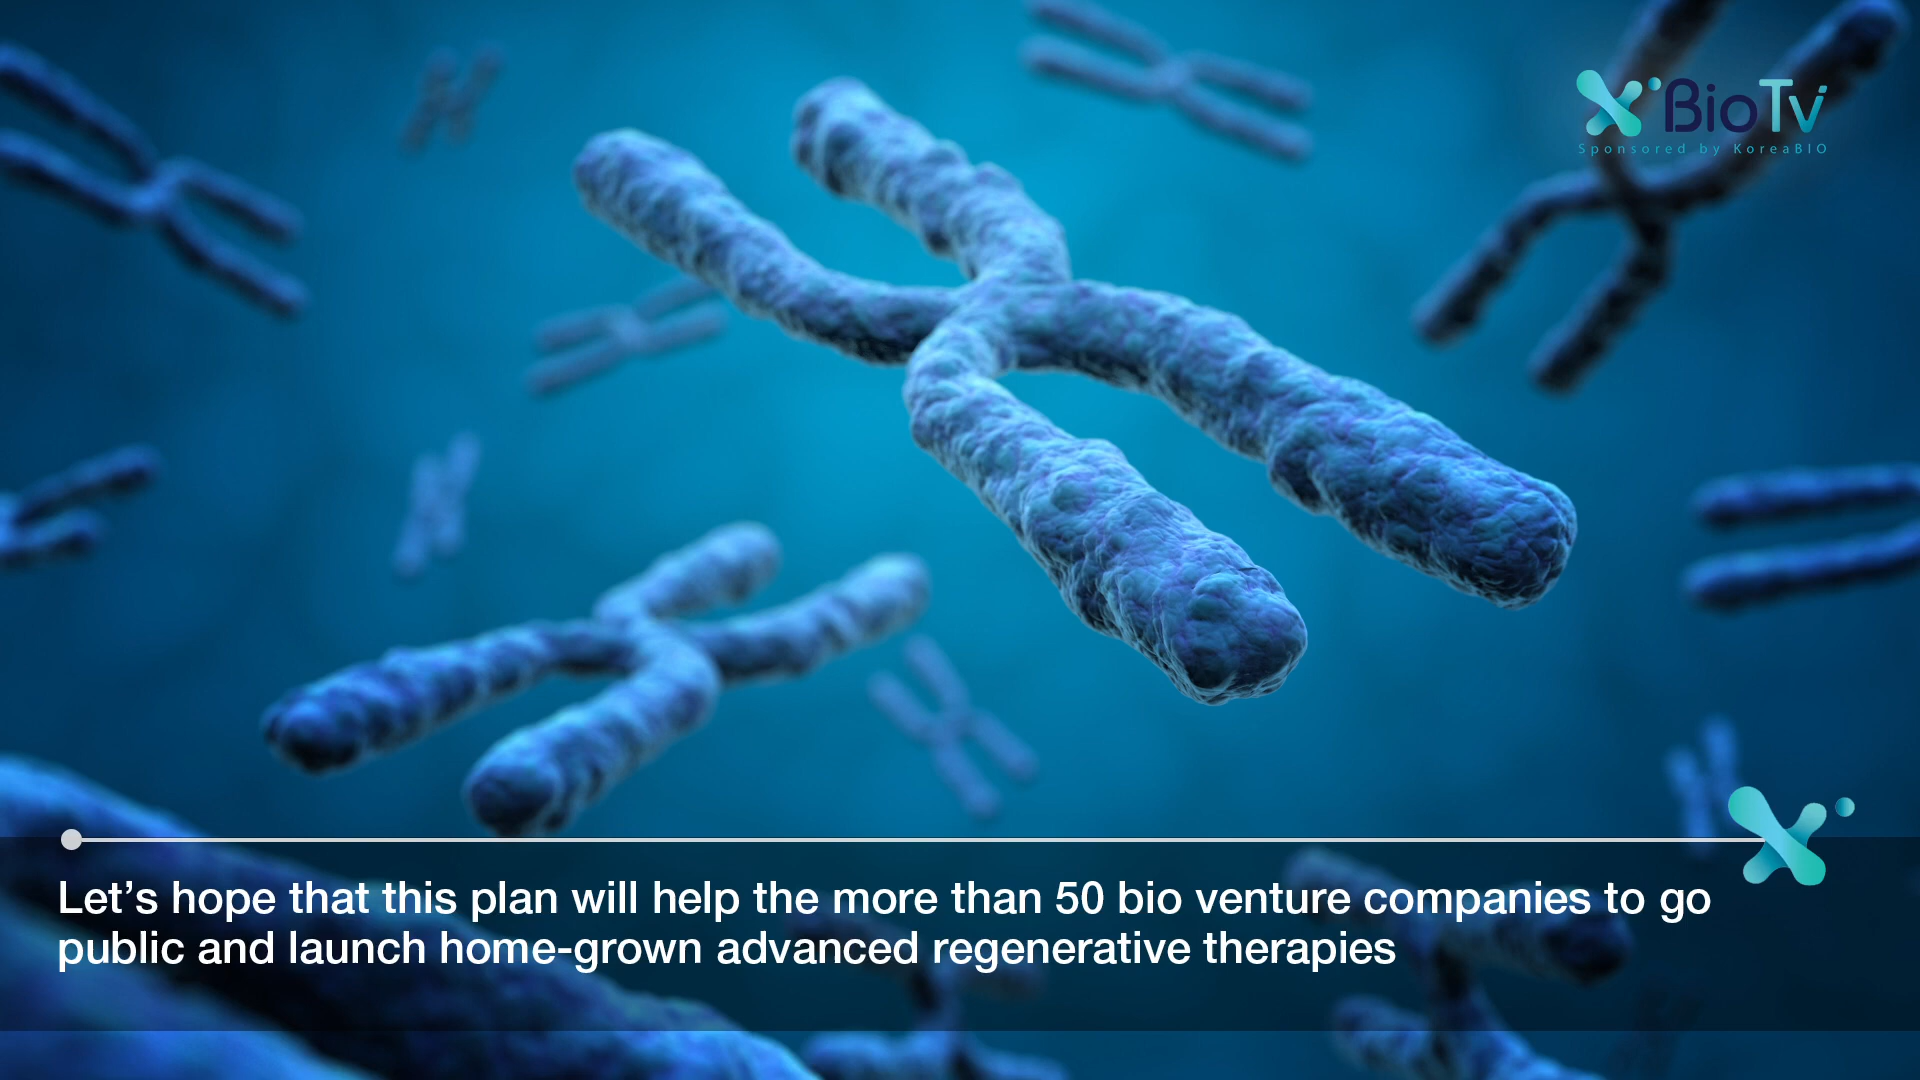 BioTv
Sponsored by KoreaBIO
Let’s hope that this plan will help the more than 50 bio venture companies to go
public and launch home-grown advanced regenerative therapies